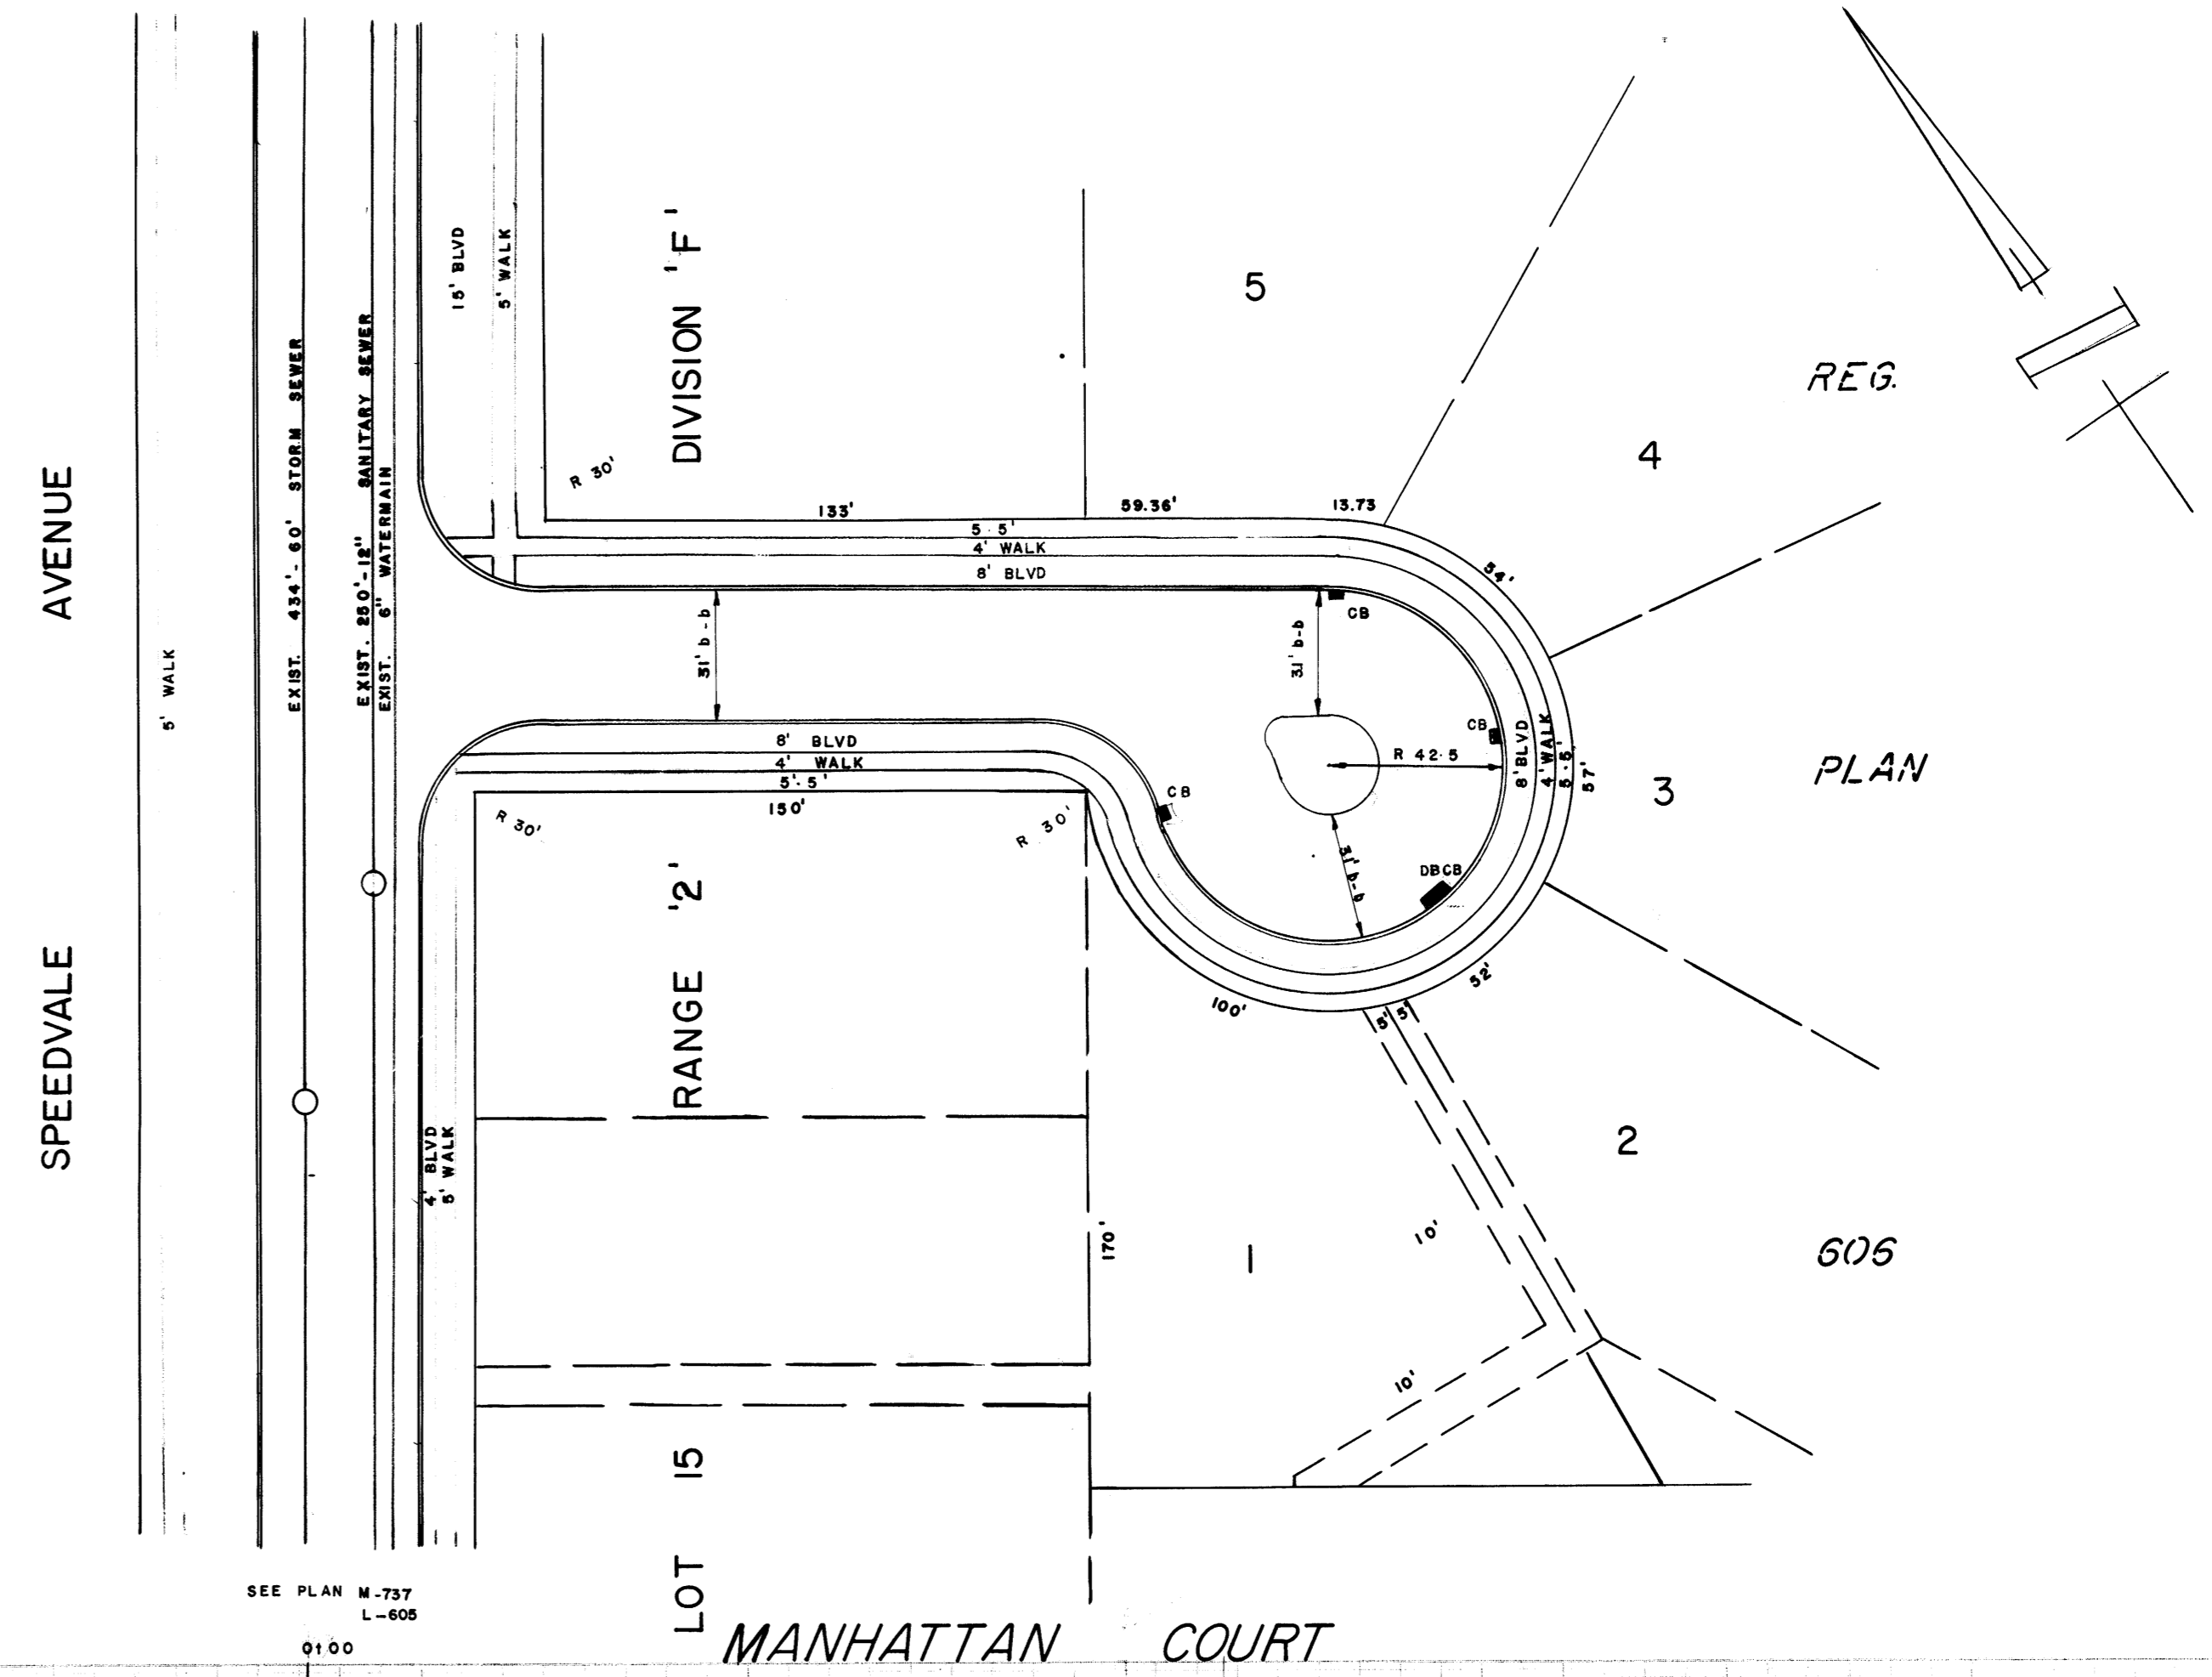 SPEEDVALE AVENUE
5' WALK
EXIST. 434'- 60' STORM SEWER
EXIST. 250'-12" SANITARY SEWER
EXIST. 6" WATERMAIN
15' BLVD
5' WALK
R 30'
DIVISION 'F'
5
4
REG.
133'
59.36'
13.73
5.5'
4' WALK
8' BLVD
54'
31' b-b
31' b-b
CB
CB
R 42.5
8' BLVD
4' WALK
5.5'
57'
3
PLAN
8' BLVD
4' WALK
5'.5'
150'
R 30'
R 30'
CB
31' b-b
DBCB
52'
100'
5'
5'
RANGE '2'
4' BLVD
5' WALK
2
170'
1
10'
10'
606
LOT 15
SEE PLAN M-737
L-605
0+00
MANHATTAN COURT